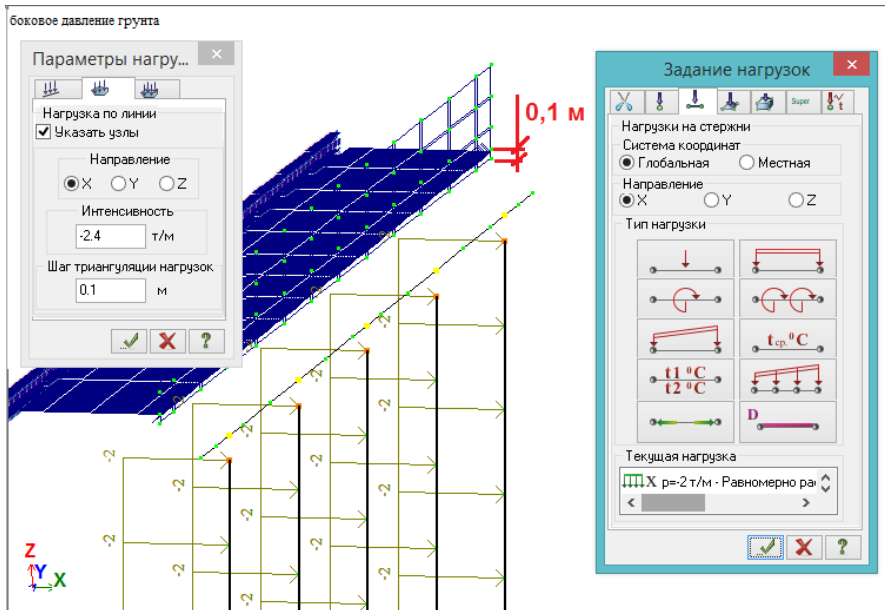 боковое давление грунта
Параметры нагру...
Нагрузка по линии
Указать узлы
Направление
X Y Z
Интенсивность
-2.4 т/м
Шаг триангуляции нагрузок
0.1 м
0,1 м
Задание нагрузок
Super
t
Нагрузки на стержни
Система координат
Глобальная Местная
Направление
X Y Z
Тип нагрузки
t ср. °C
t1 °C
t2 °C
D
Текущая нагрузка
X р=-2 т/м - Равномерно ра
-2 -2 -2 -2 -2
-2 -2 -2 -2 -2
-2 -2 -2 -2
Z
Y
X